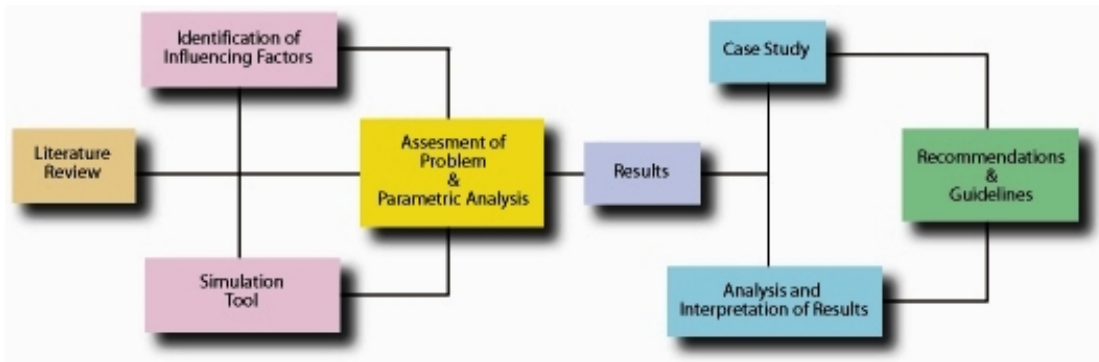 Identification of
Influencing Factors
Literature
Review
Simulation
Tool
Assesment of
Problem
&
Parametric Analysis
Results
Case Study
Analysis and
Interpretation of Results
Recommendations
&
Guidelines